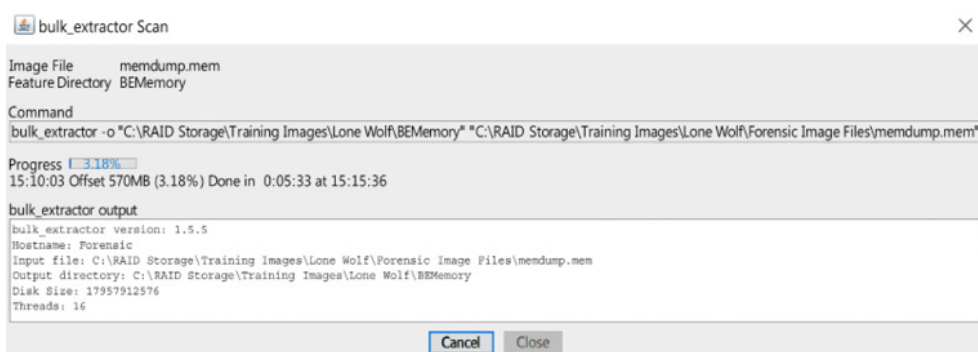 bulk_extractor Scan
Image File memdump.mem
Feature Directory BEMemory
Command
bulk_extractor -o "C:\RAID Storage\Training Images\Lone Wolf\BEMemory" "C:\RAID Storage\Training Images\Lone Wolf\Forensic Image Files\memdump.mem"
Progress 3.18%
15:10:03 Offset 570MB (3.18%) Done in 0:05:33 at 15:15:36
bulk_extractor output
bulk_extractor version: 1.5.5
Hostname: Forensic
Input file: C:\RAID Storage\Training Images\Lone Wolf\Forensic Image Files\memdump.mem
Output directory: C:\RAID Storage\Training Images\Lone Wolf\BEMemory
Disk Size: 17957912576
Threads: 16
Cancel Close